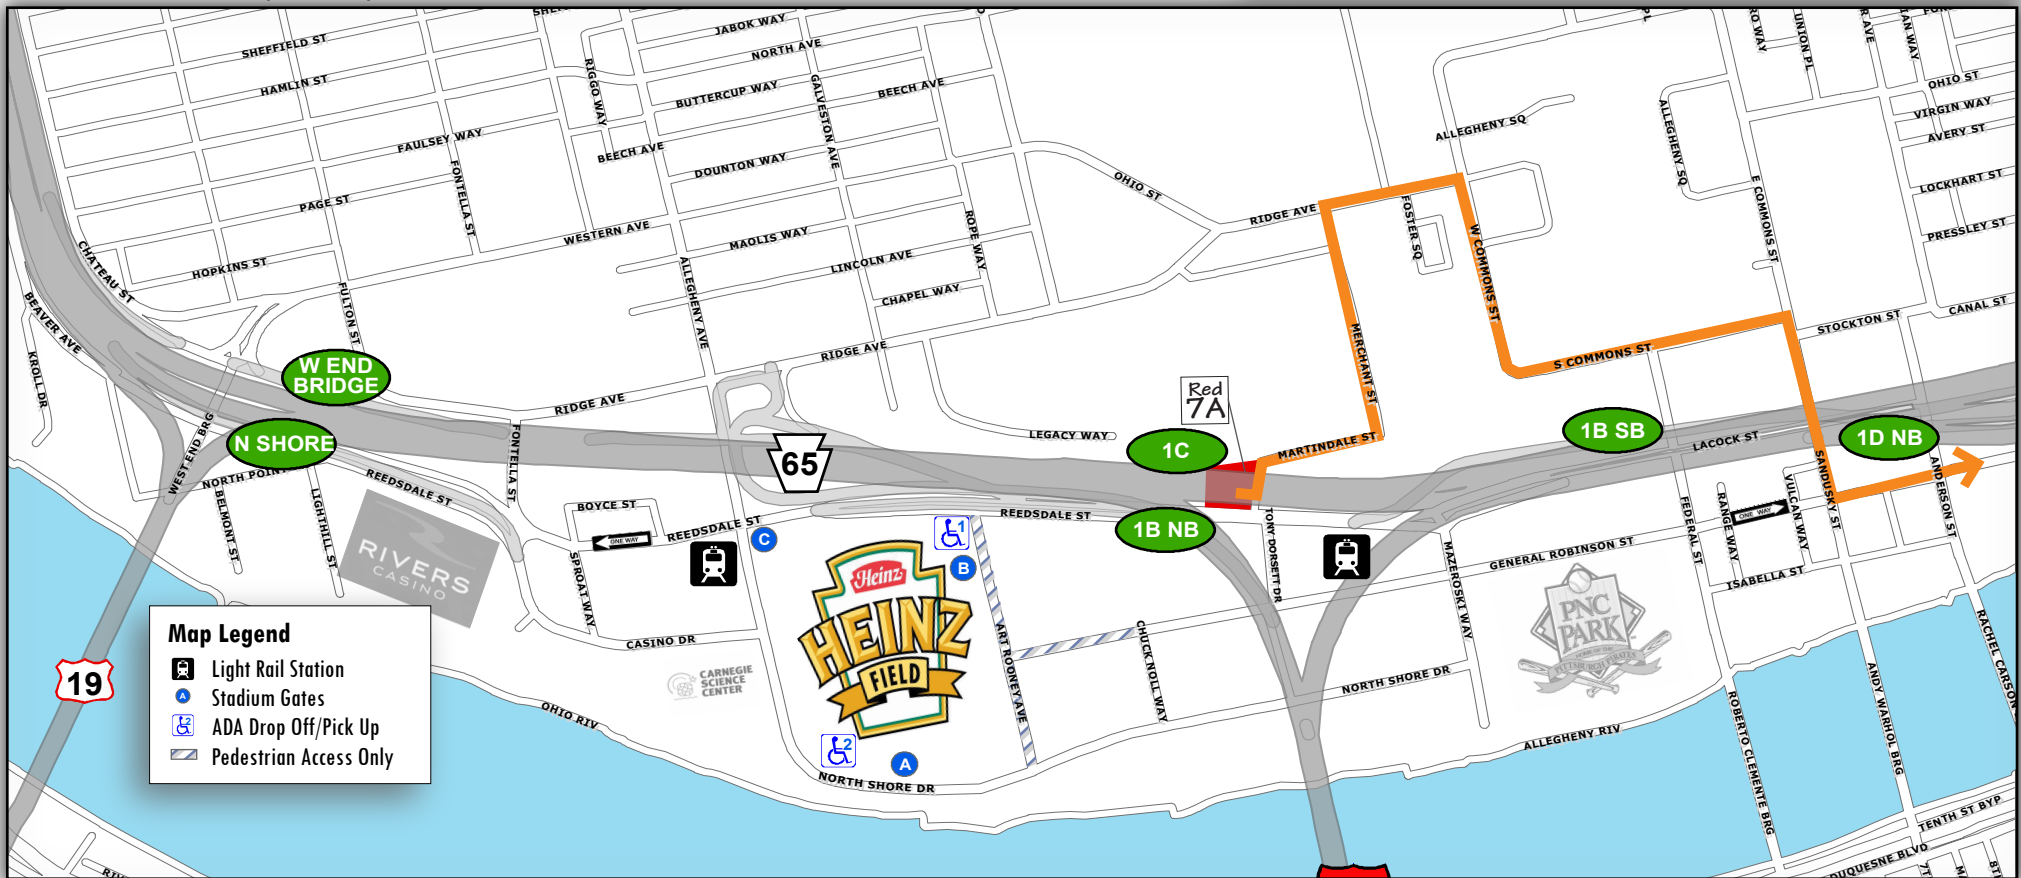 JABOK WAY
NORTH AVE
SHEFFIELD ST
HAMLIN ST
RIGGO WAY
BUTTERCUP WAY
GALVESTON AVE
BEECH AVE
FAULSEY WAY
BEECH AVE
DOUNTON WAY
FONTELLA ST
PAGE ST
WESTERN AVE
MAOLIS WAY
ROPE WAY
HOPKINS ST
LINCOLN AVE
CHAPEL WAY
CHATEAU ST
BEAVER AVE
KROLL DR
FULTON ST
ALLEGHENY AVE
RIDGE AVE
RIDGE AVE
OHIO ST
RIDGE AVE
FOSTER SQ
ALLEGHENY SQ
ALLEGHENY SQ
UNION PL
OHIO ST
VIRGIN WAY
AVERY ST
LOCKHART ST
PRESSLEY ST
CANAL ST
STOCKTON ST
E COMMONS ST
W COMMONS ST
S COMMONS ST
MERCHANT ST
MARTINDALE ST
LEGACY WAY
Red
7A
W END
BRIDGE
N SHORE
65
1C
1B NB
1B SB
1D NB
LACOCK ST
SANDUSKY ST
ANDERSON ST
WEST END BRG
NORTH POIN
BELMONT ST
LIGHTHILL ST
REEDSDALE ST
FONTELLA ST
BOYCE ST
ONE WAY
REEDSDALE ST
REEDSDALE ST
SPROAT WAY
CASINO DR
RIVERS
CASINO
CARNEGIE
SCIENCE
CENTER
C
1
B
Heinz
HEINZ
FIELD
2
A
ART ROONEY AVE
CHUCK NOLL WAY
TONY DORSETT DR
MAZEROSKI WAY
GENERAL ROBINSON ST
FEDERAL ST
RANGE WAY
ONE WAY
VULCAN WAY
ISABELLA ST
PNC
PARK
HOME OF THE
PITTSBURGH PIRATES
NORTH SHORE DR
NORTH SHORE DR
OHIO RIV
ALLEGHENY RIV
ROBERTO CLEMENTE BRG
ANDY WARHOL BRG
RACHEL CARSON
TENTH ST BYP
DUQUESNE BLVD
19
Map Legend
Light Rail Station
A Stadium Gates
2 ADA Drop Off/Pick Up
Pedestrian Access Only